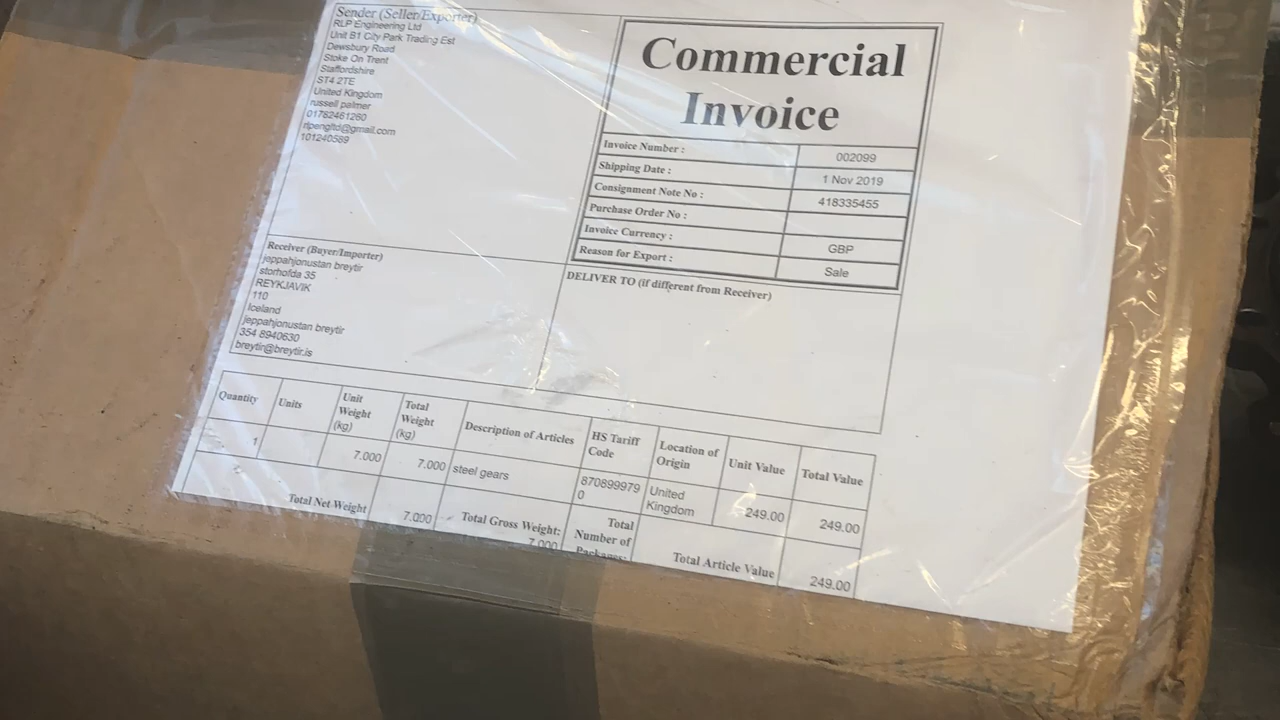 Sender (Seller/Exporter)
RLP Engineering Ltd
Unit B1 City Park Trading Est
Dewsbury Road
Stoke On Trent
Staffordshire
ST4 2TE
United Kingdom
russell palmer
01782461260
rlpengltd@gmail.com
101240589
Commercial
Invoice
Invoice Number : 002099
Shipping Date : 1 Nov 2019
Consignment Note No : 418335455
Purchase Order No :
Invoice Currency : GBP
Reason for Export : Sale
Receiver (Buyer/Importer)
jeppahjonustan breytir
storhofda 35
REYKJAVIK
110
Iceland
jeppahjonustan breytir
354 8940630
breytir@breytir.is
DELIVER TO (if different from Receiver)
Quantity Units Unit Weight (kg) Total Weight (kg) Description of Articles HS Tariff Code Location of Origin Unit Value Total Value
1 7.000 7.000 steel gears 870899979 0 United Kingdom 249.00 249.00
Total Net Weight 7.000 Total Gross Weight: 7.000 Total Number of Packages: Total Article Value 249.00